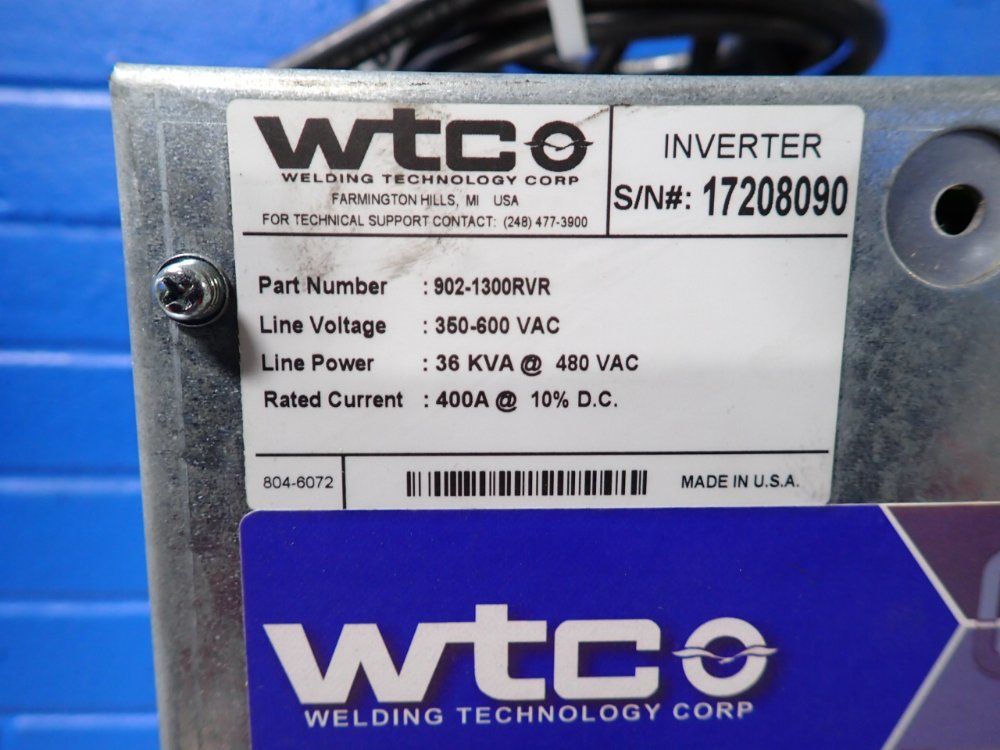 wtco
WELDING TECHNOLOGY CORP
FARMINGTON HILLS, MI USA
FOR TECHNICAL SUPPORT CONTACT: (248) 477-3900
INVERTER
S/N#: 17208090
Part Number : 902-1300RVR
Line Voltage : 350-600 VAC
Line Power : 36 KVA @ 480 VAC
Rated Current : 400A @ 10% D.C.
804-6072
MADE IN U.S.A.
wtco
WELDING TECHNOLOGY CORP